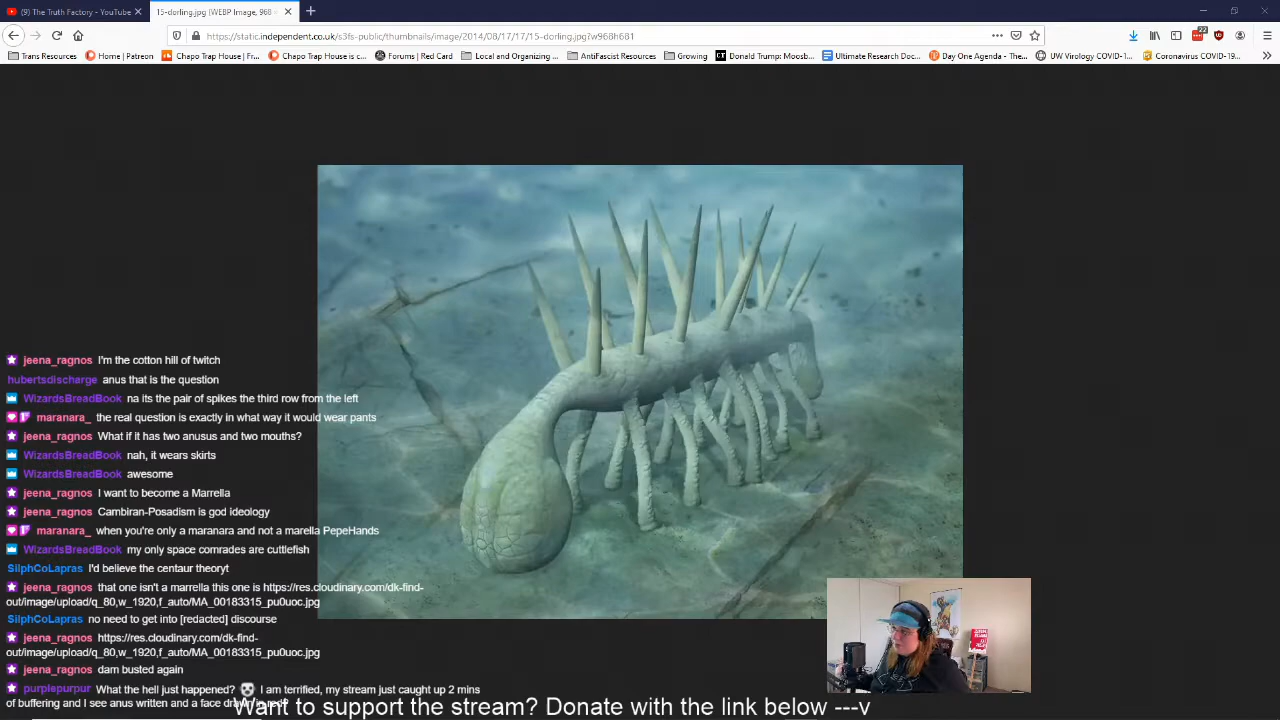 (9) The Truth Factory - YouTube
15-dorling.jpg (WEBP Image, 968
https://static.independent.co.uk/s3fs-public/thumbnails/image/2014/08/17/17/15-dorling.jpg?w968h681
22
Trans Resources
Home | Patreon
Chapo Trap House | Fr...
Chapo Trap House is c...
Forums | Red Card
Local and Organizing ...
AntiFascist Resources
Growing
Donald Trump: Moosb...
Ultimate Research Doc...
Day One Agenda - The...
UW Virology COVID-1...
Coronavirus COVID-19...
jeena_ragnos I'm the cotton hill of twitch
hubertsdischarge anus that is the question
WizardsBreadBook na its the pair of spikes the third row from the left
maranara_ the real question is exactly in what way it would wear pants
jeena_ragnos What if it has two anusus and two mouths?
WizardsBreadBook nah, it wears skirts
WizardsBreadBook awesome
jeena_ragnos I want to become a Marrella
jeena_ragnos Cambiran-Posadism is god ideology
maranara_ when you're only a maranara and not a marella PepeHands
WizardsBreadBook my only space comrades are cuttlefish
SilphCoLapras I'd believe the centaur theoryt
jeena_ragnos that one isn't a marrella this one is https://res.cloudinary.com/dk-find-
out/image/upload/q_80,w_1920,f_auto/MA_00183315_pu0uoc.jpg
SilphCoLapras no need to get into [redacted] discourse
jeena_ragnos https://res.cloudinary.com/dk-find-
out/image/upload/q_80,w_1920,f_auto/MA_00183315_pu0uoc.jpg
jeena_ragnos dam busted again
purplepurpur What the hell just happened? I am terrified, my stream just caught up 2 mins
of buffering and I see anus written and a face drawn in red?
Want to support the stream? Donate with the link below ---v